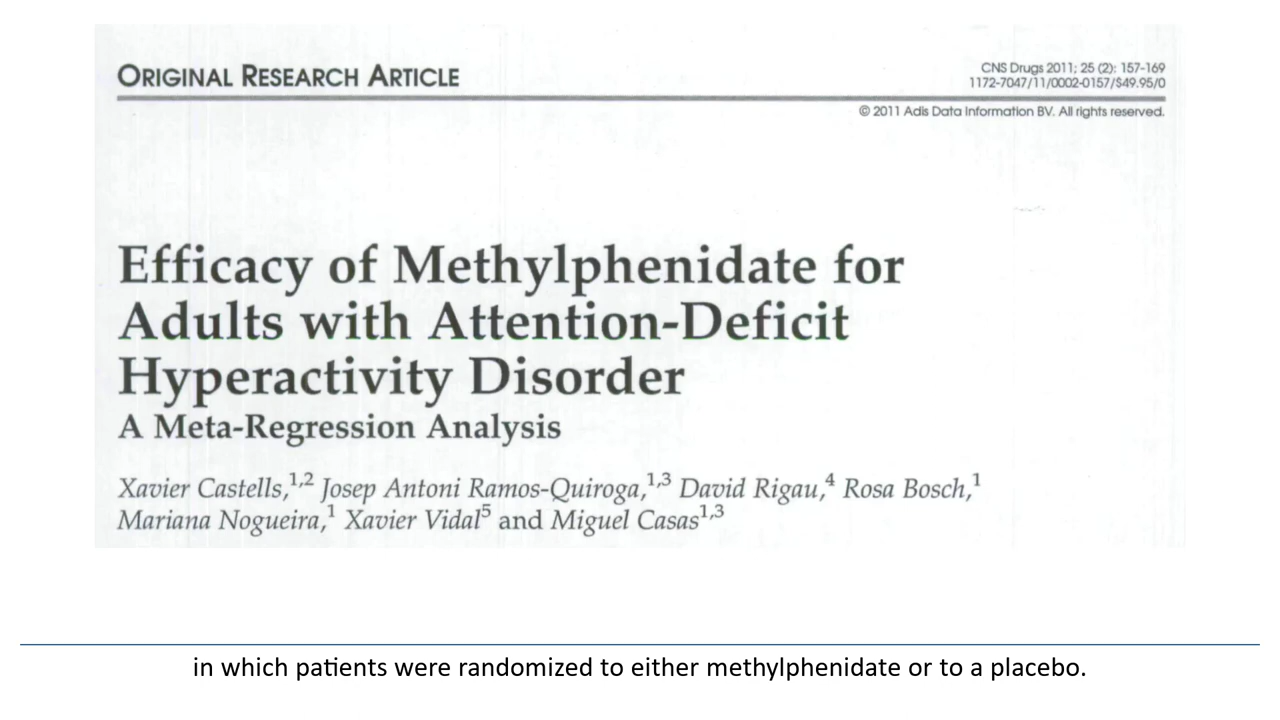 ORIGINAL RESEARCH ARTICLE
CNS Drugs 2011; 25 (2): 157-169
1172-7047/11/0002-0157/$49.95/0
© 2011 Adis Data Information BV. All rights reserved.
Efficacy of Methylphenidate for
Adults with Attention-Deficit
Hyperactivity Disorder
A Meta-Regression Analysis
Xavier Castells,1,2 Josep Antoni Ramos-Quiroga,1,3 David Rigau,4 Rosa Bosch,1
Mariana Nogueira,1 Xavier Vidal5 and Miguel Casas1,3
in which patients were randomized to either methylphenidate or to a placebo.